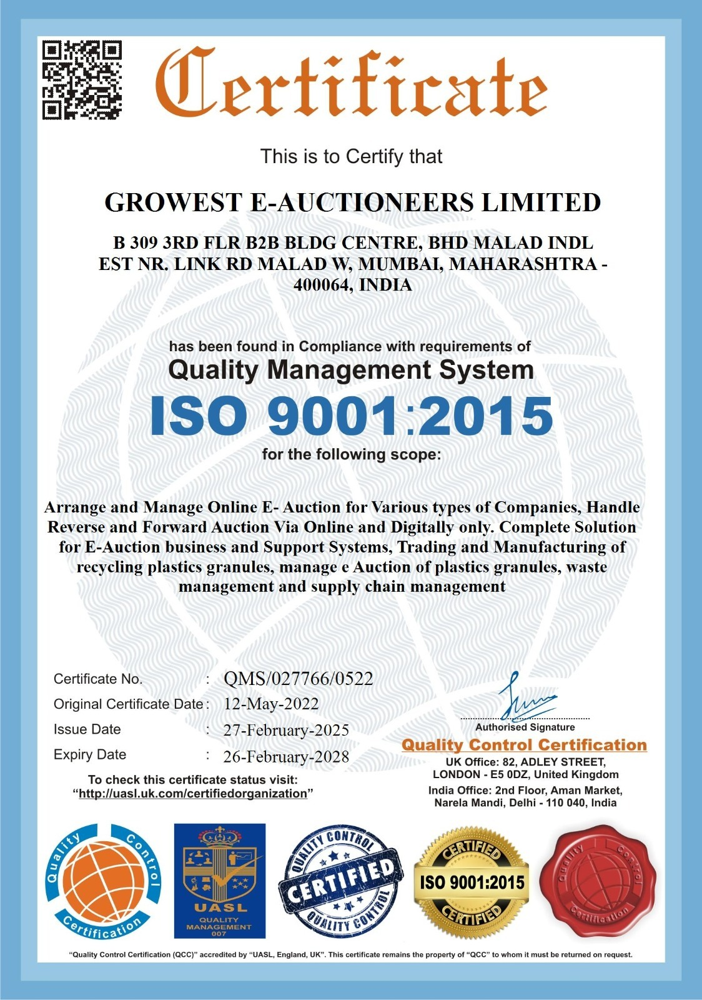 Certificate
This is to Certify that
GROWEST E-AUCTIONEERS LIMITED
B 309 3RD FLR B2B BLDG CENTRE, BHD MALAD INDL
EST NR. LINK RD MALAD W, MUMBAI, MAHARASHTRA -
400064, INDIA
has been found in Compliance with requirements of
Quality Management System
ISO 9001:2015
for the following scope:
Arrange and Manage Online E- Auction for Various types of Companies, Handle
Reverse and Forward Auction Via Online and Digitally only. Complete Solution
for E-Auction business and Support Systems, Trading and Manufacturing of
recycling plastics granules, manage e Auction of plastics granules, waste
management and supply chain management
Certificate No. : QMS/027766/0522
Original Certificate Date : 12-May-2022
Issue Date : 27-February-2025
Expiry Date : 26-February-2028
To check this certificate status visit:
“http://uasl.uk.com/certifiedorganization”
Authorised Signature
Quality Control Certification
UK Office: 82, ADLEY STREET,
LONDON - E5 0DZ, United Kingdom
India Office: 2nd Floor, Aman Market,
Narela Mandi, Delhi - 110 040, India
Quality Control Certification
UASL
QUALITY
MANAGEMENT
007
QUALITY CONTROL
CERTIFIED
QUALITY CONTROL
CERTIFIED
ISO 9001:2015
CERTIFIED
Quality Control Certification
“Quality Control Certification (QCC)” accredited by “UASL, England, UK”. This certificate remains the property of “QCC” to whom it must be returned on request.